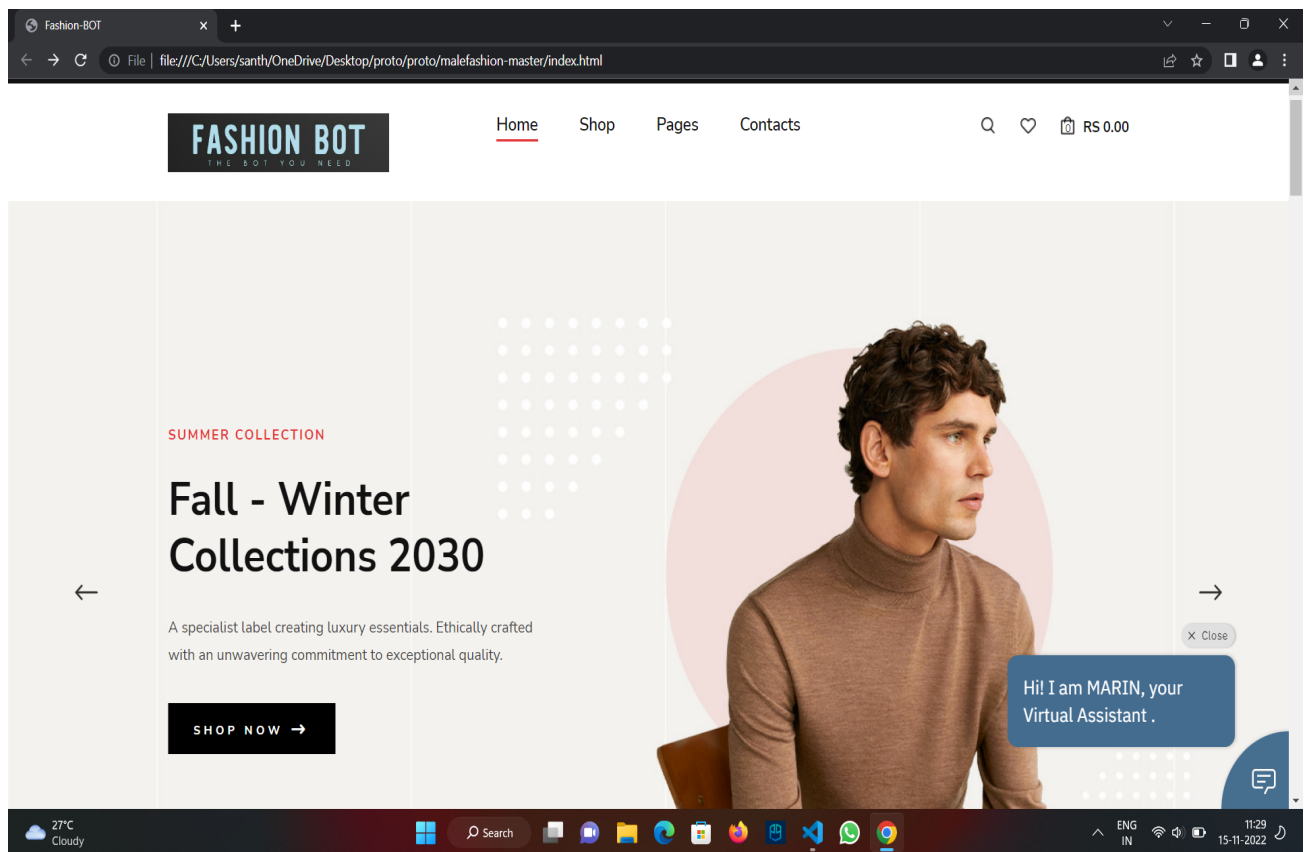 Fashion-BOT
File | file:///C:/Users/santh/OneDrive/Desktop/proto/proto/malefashion-master/index.html
FASHION BOT
THE BOT YOU NEED
Home Shop Pages Contacts
0 RS 0.00
SUMMER COLLECTION
Fall - Winter
Collections 2030
A specialist label creating luxury essentials. Ethically crafted
with an unwavering commitment to exceptional quality.
SHOP NOW
Close
Hi! I am MARIN, your
Virtual Assistant .
27°C
Cloudy
Search
ENG
IN
11:29
15-11-2022